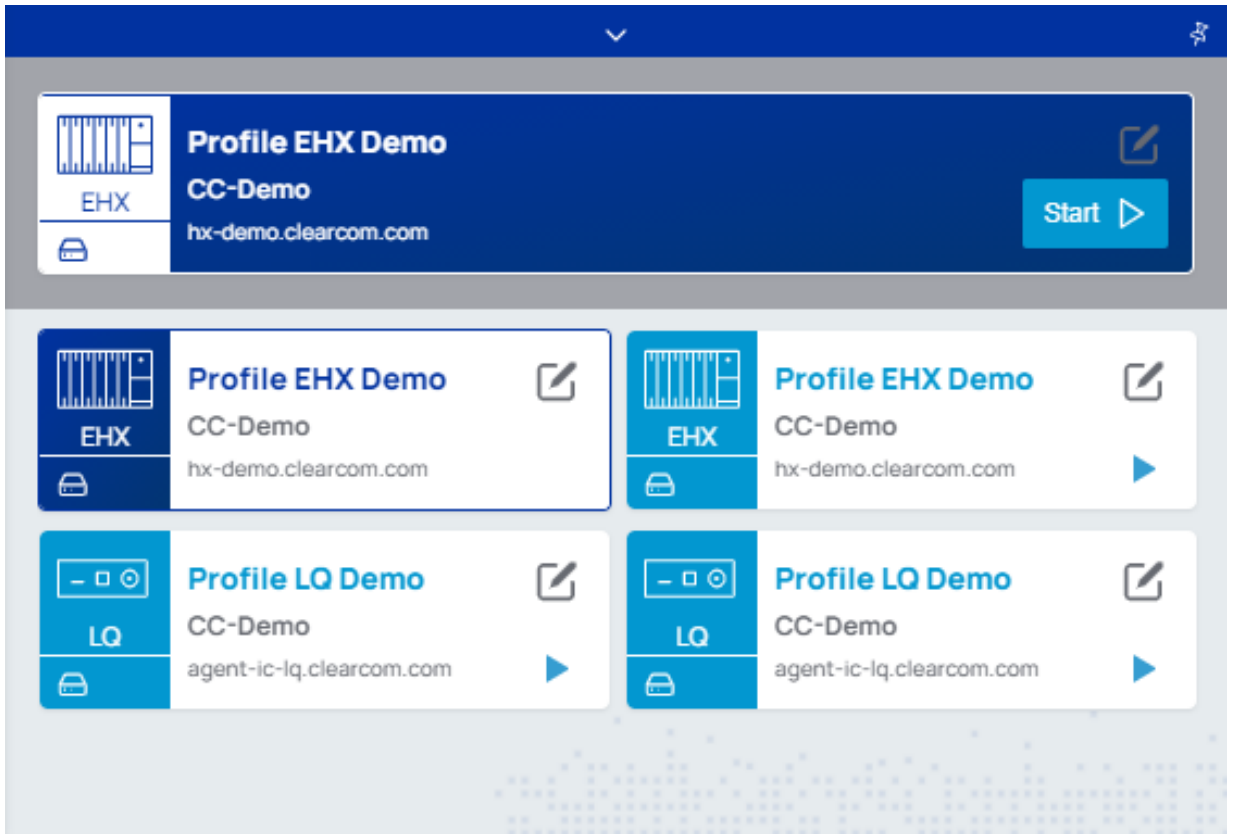 Profile EHX Demo
EHX
CC-Demo
hx-demo.clearcom.com
Start
Profile EHX Demo
EHX
CC-Demo
hx-demo.clearcom.com
Profile EHX Demo
EHX
CC-Demo
hx-demo.clearcom.com
Profile LQ Demo
LQ
CC-Demo
agent-ic-lq.clearcom.com
Profile LQ Demo
LQ
CC-Demo
agent-ic-lq.clearcom.com